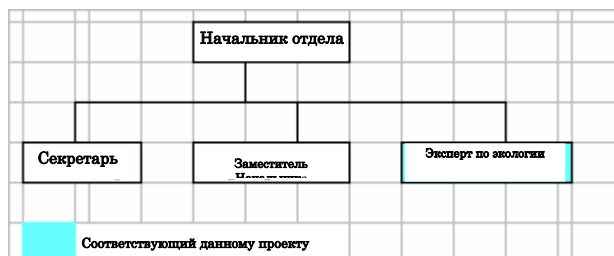 Начальник отдела
Секретарь
Заместитель
Эксперт по экологии
Соответствующий данному проекту